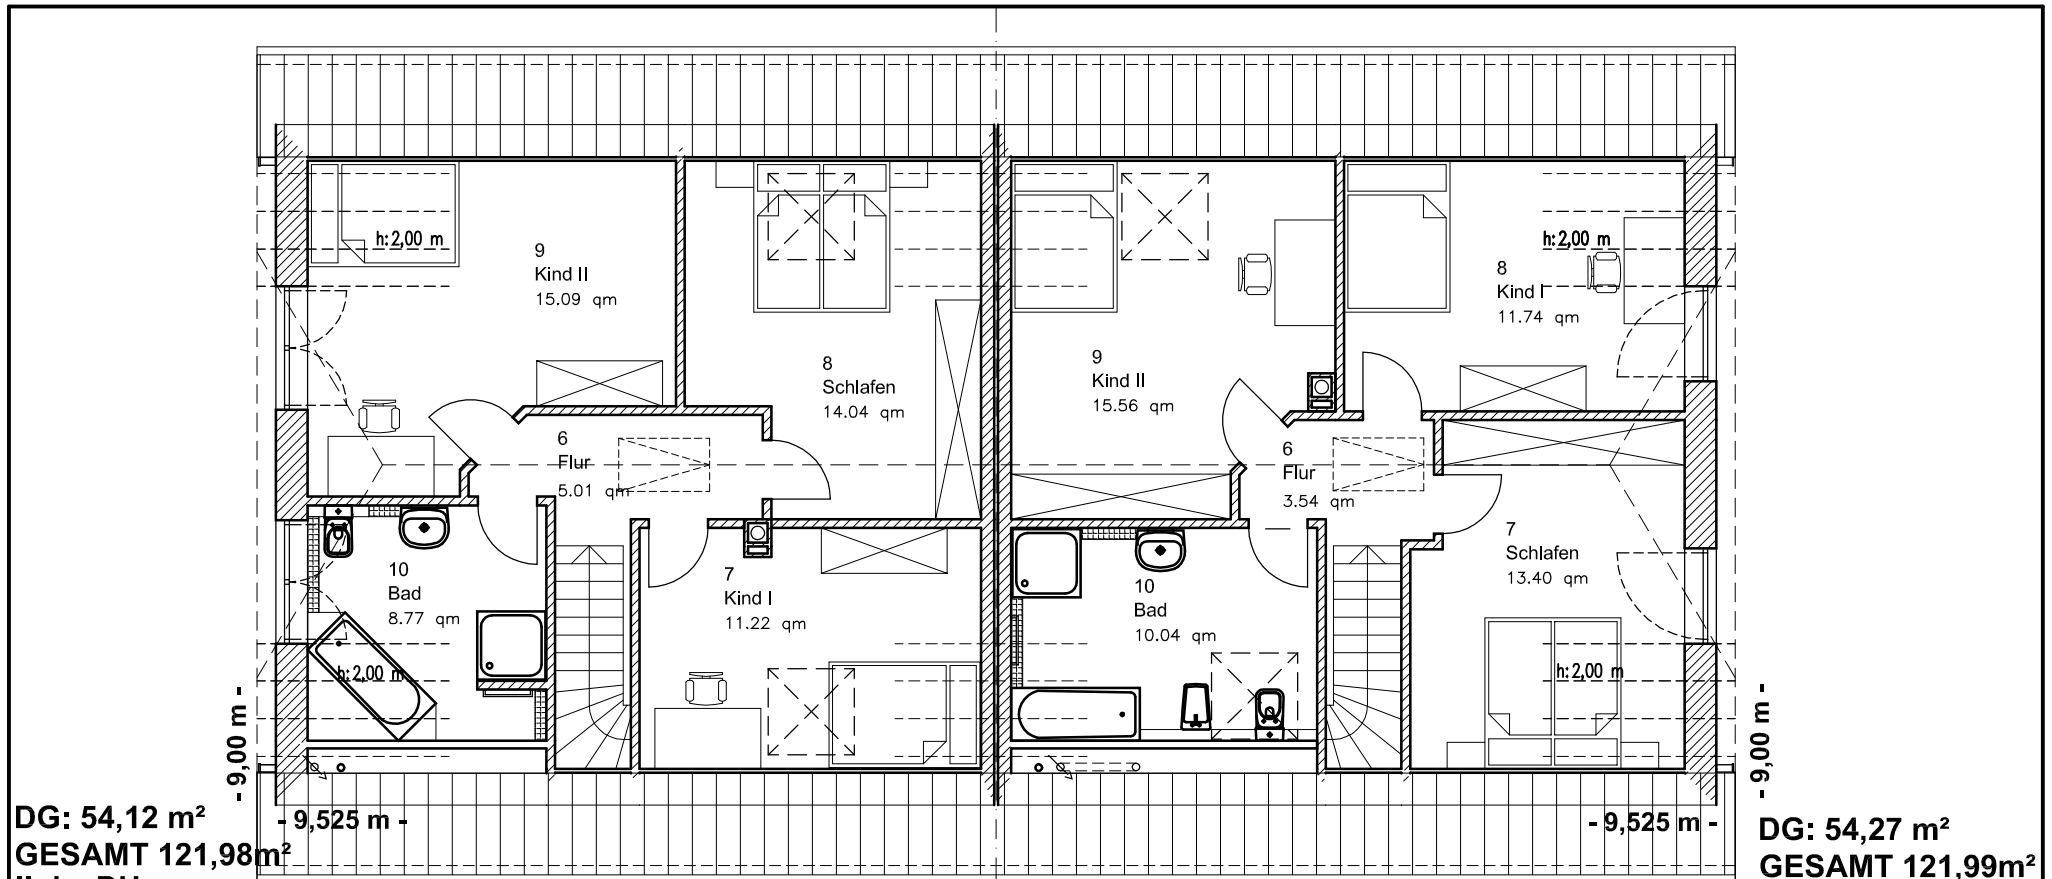 h:2,00 m
9
Kind II
15.09 qm
8
Schlafen
14.04 qm
6
Flur
5.01 qm
10
Bad
8.77 qm
h:2,00 m
7
Kind I
11.22 qm
9
Kind II
15.56 qm
h:2,00 m
8
Kind I
11.74 qm
6
Flur
3.54 qm
7
Schlafen
13.40 qm
10
Bad
10.04 qm
h:2,00 m
- 9,00 m -
- 9,525 m -
DG: 54,12 m²
GESAMT 121,98m²
- 9,00 m -
- 9,525 m -
DG: 54,27 m²
GESAMT 121,99m²